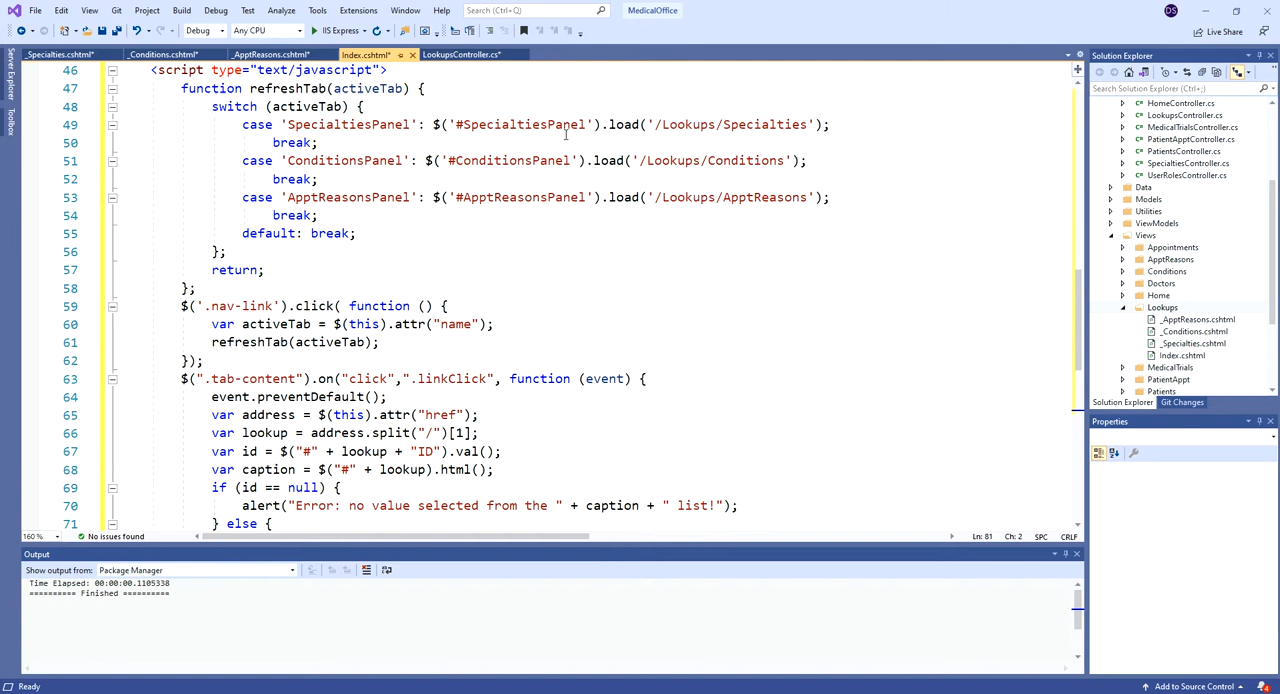 File Edit View Git Project Build Debug Test Analyze Tools Extensions Window Help Search (Ctrl+Q) MedicalOffice DS
Debug Any CPU IIS Express Live Share
_Specialties.cshtml* _Conditions.cshtml* _ApptReasons.cshtml* Index.cshtml* LookupsController.cs*
Server Explorer
Toolbox
46 <script type="text/javascript">
47 function refreshTab(activeTab) {
48 switch (activeTab) {
49 case 'SpecialtiesPanel': $('#SpecialtiesPanel').load('/Lookups/Specialties');
50 break;
51 case 'ConditionsPanel': $('#ConditionsPanel').load('/Lookups/Conditions');
52 break;
53 case 'ApptReasonsPanel': $('#ApptReasonsPanel').load('/Lookups/ApptReasons');
54 break;
55 default: break;
56 };
57 return;
58 };
59 $('.nav-link').click( function () {
60 var activeTab = $(this).attr("name");
61 refreshTab(activeTab);
62 });
63 $(".tab-content").on("click",".linkClick", function (event) {
64 event.preventDefault();
65 var address = $(this).attr("href");
66 var lookup = address.split("/")[1];
67 var id = $("#" + lookup + "ID").val();
68 var caption = $("#" + lookup).html();
69 if (id == null) {
70 alert("Error: no value selected from the " + caption + " list!");
71 } else {
160 % No issues found Ln: 81 Ch: 2 SPC CRLF
Output
Show output from: Package Manager
Time Elapsed: 00:00:00.1105338
========== Finished ==========
Solution Explorer
Search Solution Explorer (Ctrl+;)
HomeController.cs
LookupsController.cs
MedicalTrialsController.cs
PatientApptController.cs
PatientsController.cs
SpecialtiesController.cs
UserRolesController.cs
Data
Models
Utilities
ViewModels
Views
Appointments
ApptReasons
Conditions
Doctors
Home
Lookups
_ApptReasons.cshtml
_Conditions.cshtml
_Specialties.cshtml
Index.cshtml
MedicalTrials
PatientAppt
Patients
Solution Explorer Git Changes
Properties
Ready Add to Source Control 4